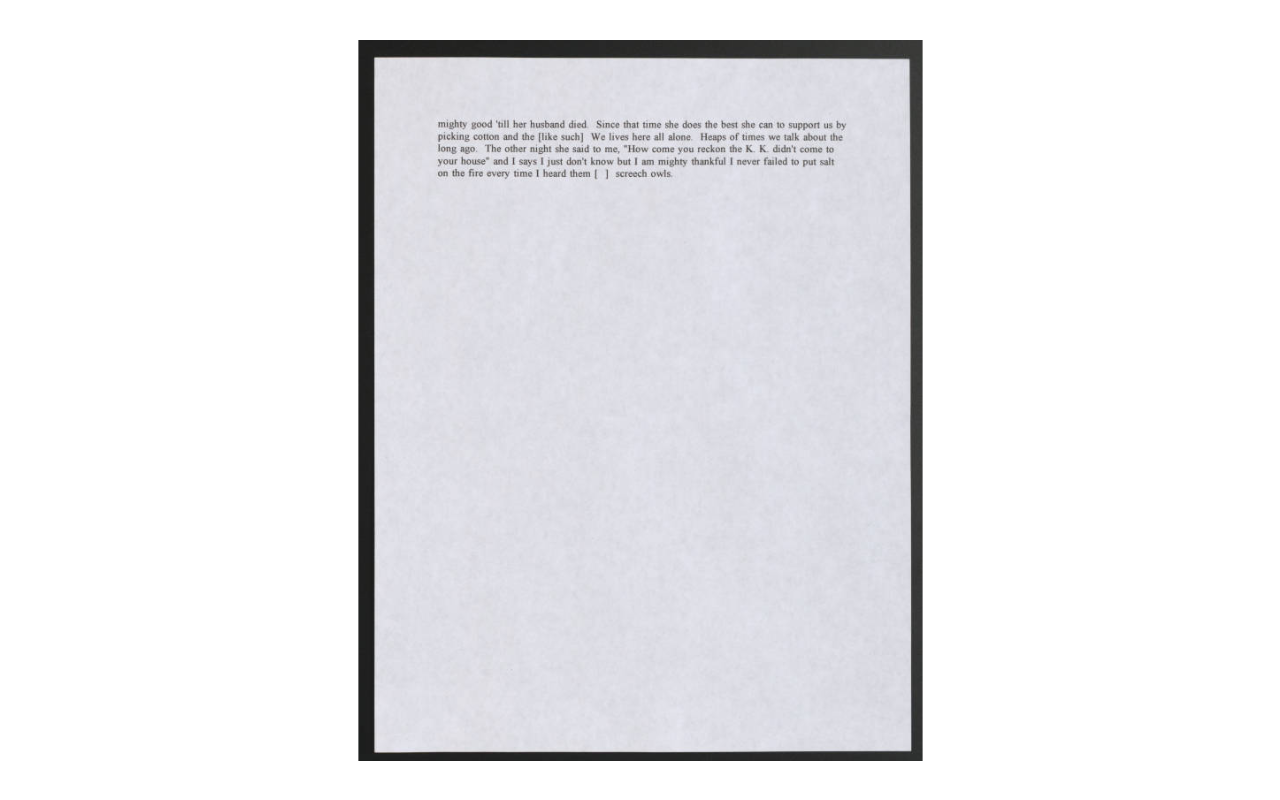 mighty good 'till her husband died.  Since that time she does the best she can to support us by
picking cotton and the [like such]  We lives here all alone.  Heaps of times we talk about the
long ago.  The other night she said to me, "How come you reckon the K. K. didn't come to
your house" and I says I just don't know but I am mighty thankful I never failed to put salt
on the fire every time I heard them [  ]  screech owls.